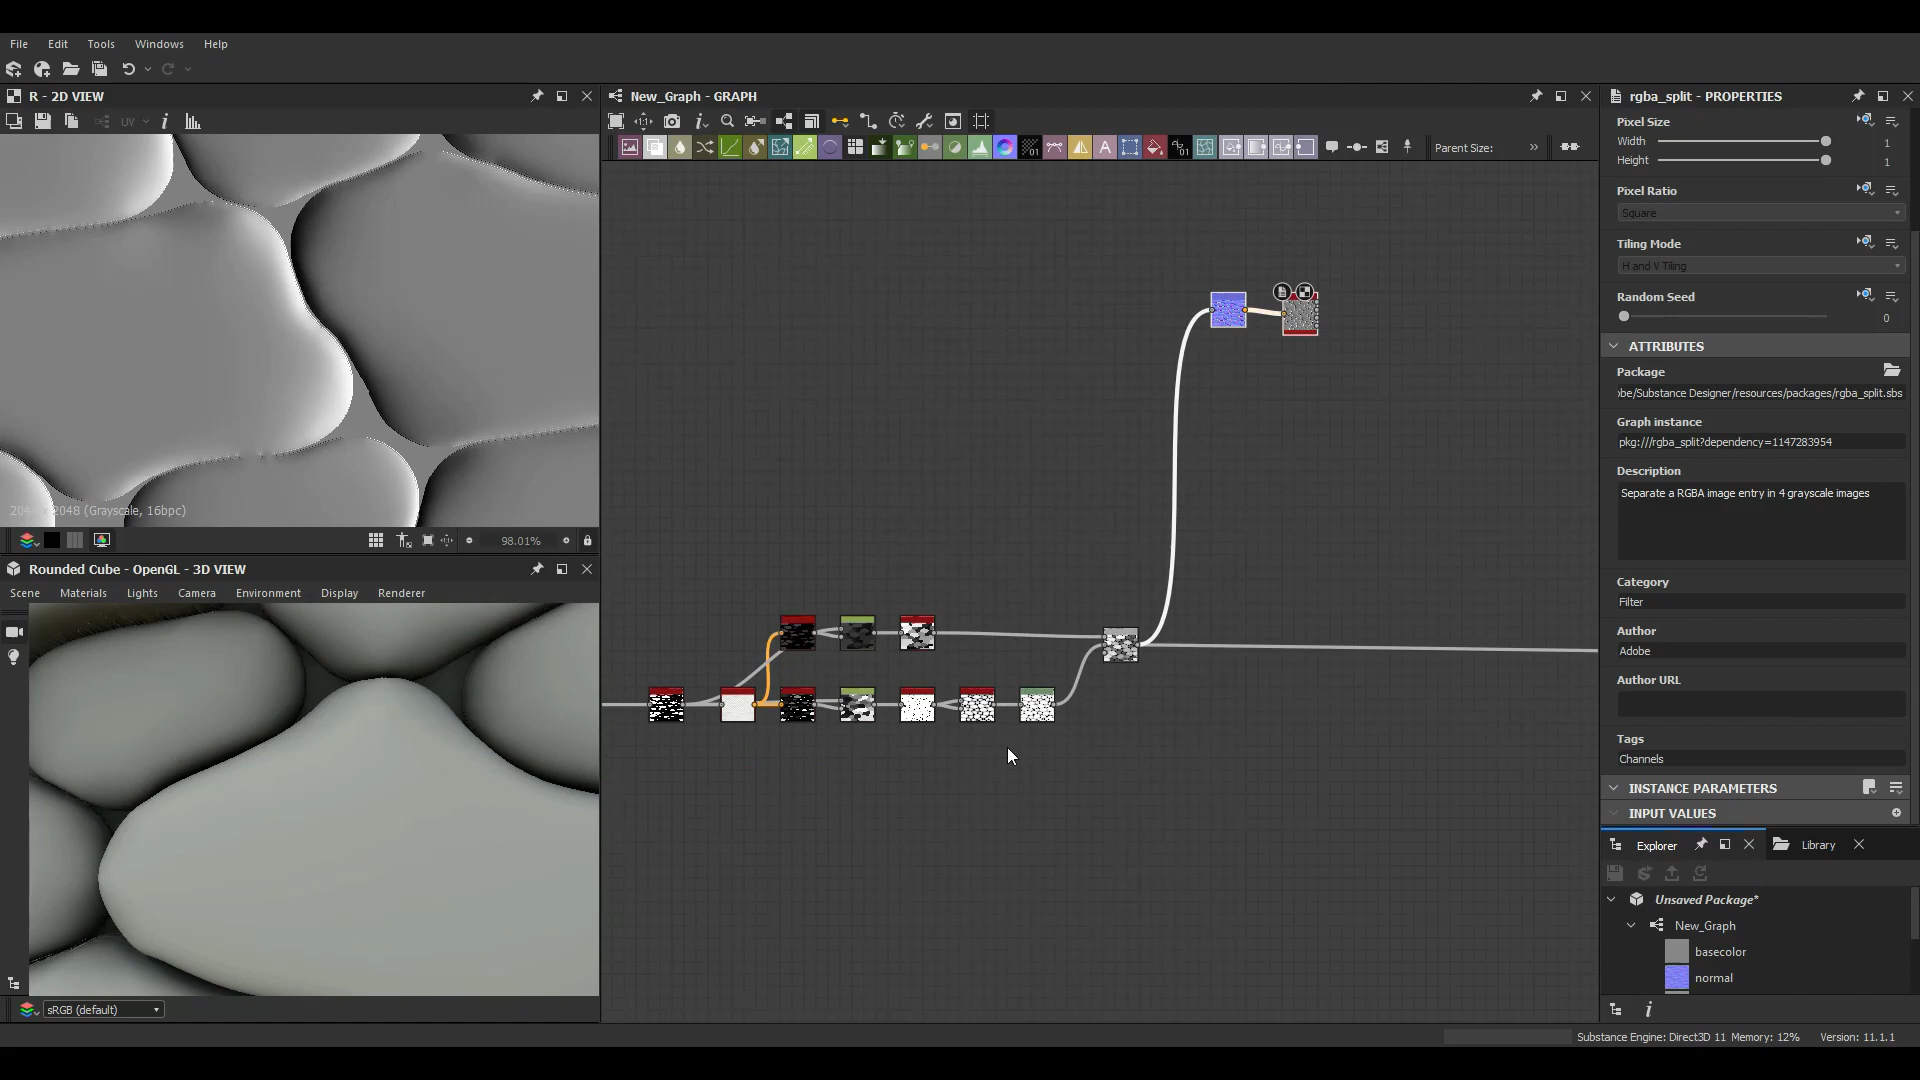 File Edit Tools Windows Help
R - 2D VIEW
UV
2048 x 2048 (Grayscale, 16bpc)
98.01%
Rounded Cube - OpenGL - 3D VIEW
Scene Materials Lights Camera Environment Display Renderer
sRGB (default)
New_Graph - GRAPH
Parent Size:
rgba_split - PROPERTIES
Pixel Size
Width 1
Height 1
Pixel Ratio
Square
Tiling Mode
H and V Tiling
Random Seed
0
ATTRIBUTES
Package
obe/Substance Designer/resources/packages/rgba_split.sbs
Graph instance
pkg:///rgba_split?dependency=1147283954
Description
Separate a RGBA image entry in 4 grayscale images
Category
Filter
Author
Adobe
Author URL
Tags
Channels
INSTANCE PARAMETERS
INPUT VALUES
Explorer Library
Unsaved Package*
New_Graph
basecolor
normal
Substance Engine: Direct3D 11 Memory: 12% Version: 11.1.1